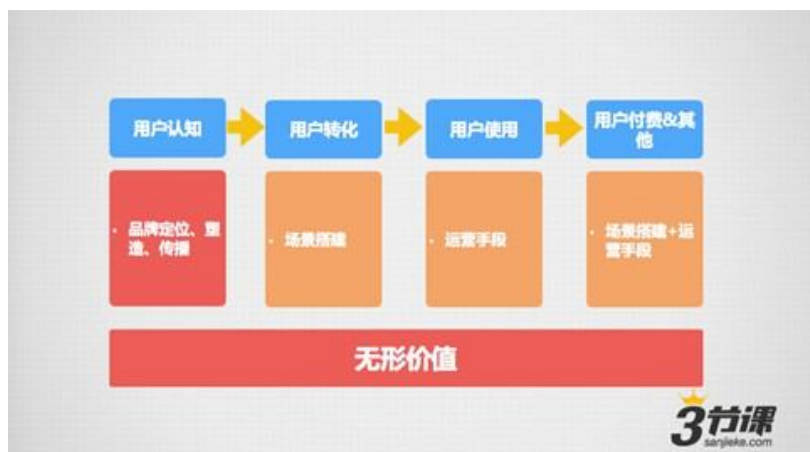 用户认知
用户转化
用户使用
用户付费&其
他
· 品牌定位、塑
造、传播
· 场景搭建
· 运营手段
· 场景搭建+运
营手段
无形价值
3节课
sanjieke.com